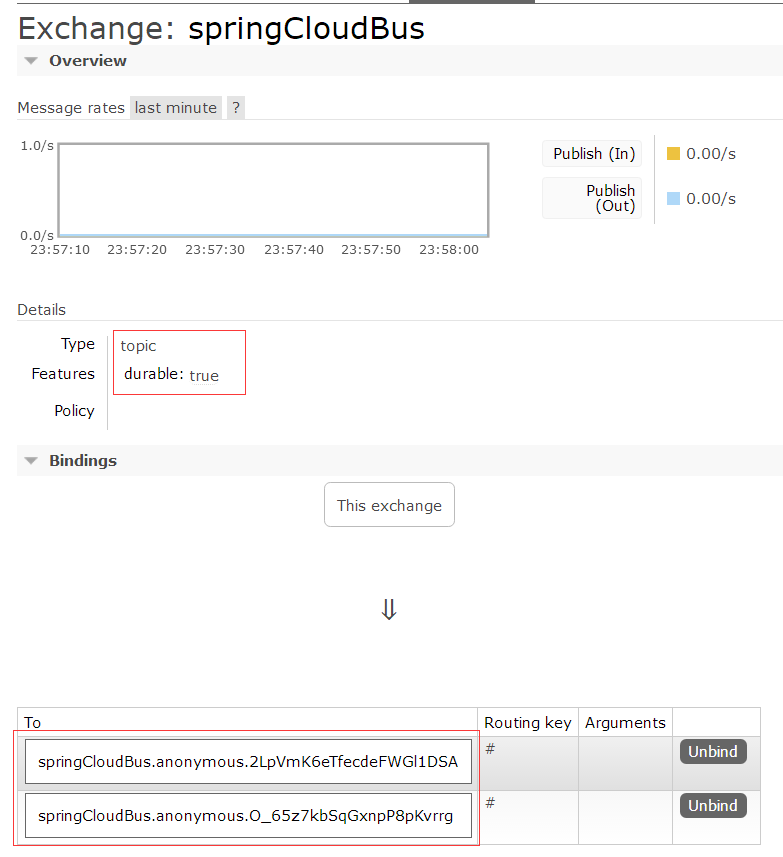 Exchange: springCloudBus
Overview
Message rates last minute ?
1.0/s
0.0/s
23:57:10 23:57:20 23:57:30 23:57:40 23:57:50 23:58:00
Publish (In) 0.00/s
Publish
(Out) 0.00/s
Details
Type topic
Features durable: true
Policy
Bindings
This exchange
⇓
To Routing key Arguments
springCloudBus.anonymous.2LpVmK6eTfecdeFWGl1DSA # Unbind
springCloudBus.anonymous.O_65z7kbSqGxnpP8pKvrrg # Unbind